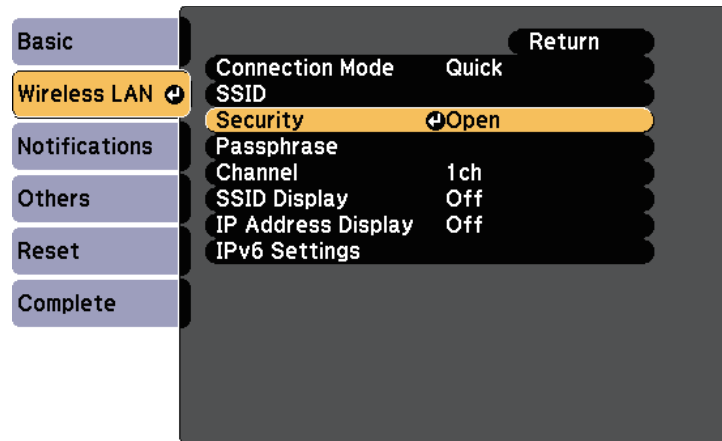 Basic
Wireless LAN
Notifications
Others
Reset
Complete
Return
Connection Mode Quick
SSID
Security Open
Passphrase
Channel 1ch
SSID Display Off
IP Address Display Off
IPv6 Settings